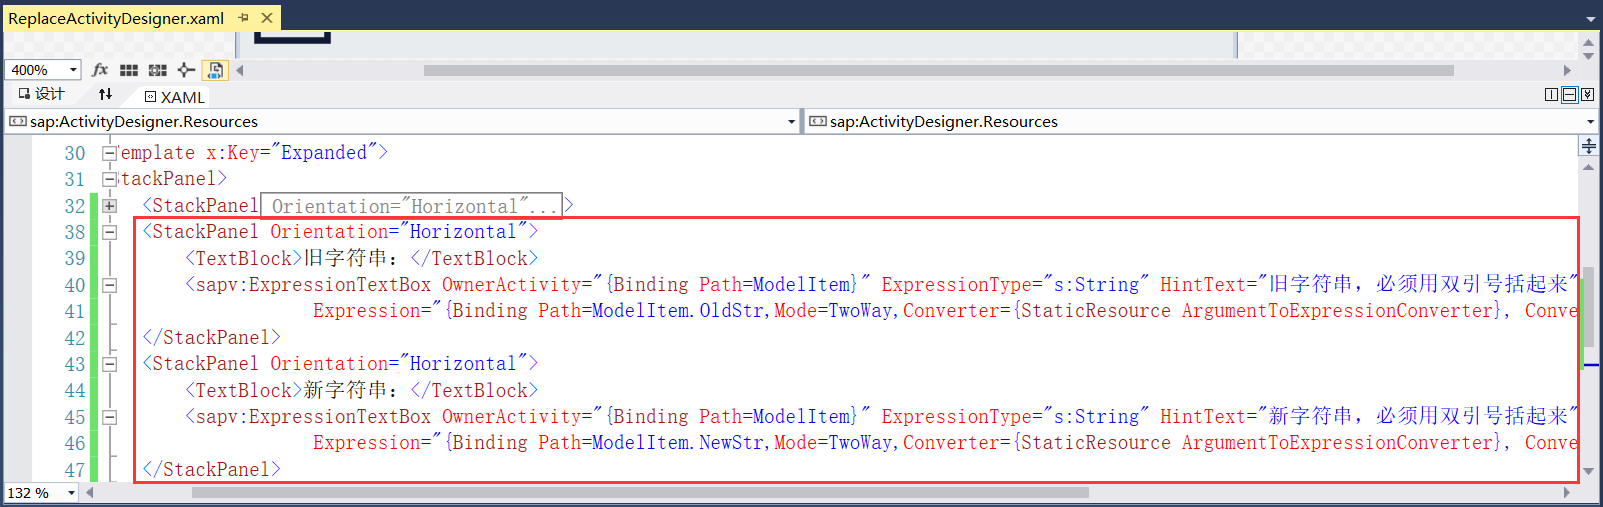 ReplaceActivityDesigner.xaml
400%
fx
设计
XAML
sap:ActivityDesigner.Resources
sap:ActivityDesigner.Resources
30 Template x:Key="Expanded">
31 StackPanel>
32 <StackPanel Orientation="Horizontal"...>
38 <StackPanel Orientation="Horizontal">
39 <TextBlock>旧字符串：</TextBlock>
40 <sapv:ExpressionTextBox OwnerActivity="{Binding Path=ModelItem}" ExpressionType="s:String" HintText="旧字符串，必须用双引号括起来"
41 Expression="{Binding Path=ModelItem.OldStr,Mode=TwoWay,Converter={StaticResource ArgumentToExpressionConverter}, Conve
42 </StackPanel>
43 <StackPanel Orientation="Horizontal">
44 <TextBlock>新字符串：</TextBlock>
45 <sapv:ExpressionTextBox OwnerActivity="{Binding Path=ModelItem}" ExpressionType="s:String" HintText="新字符串，必须用双引号括起来"
46 Expression="{Binding Path=ModelItem.NewStr,Mode=TwoWay,Converter={StaticResource ArgumentToExpressionConverter}, Conve
47 </StackPanel>
132 %